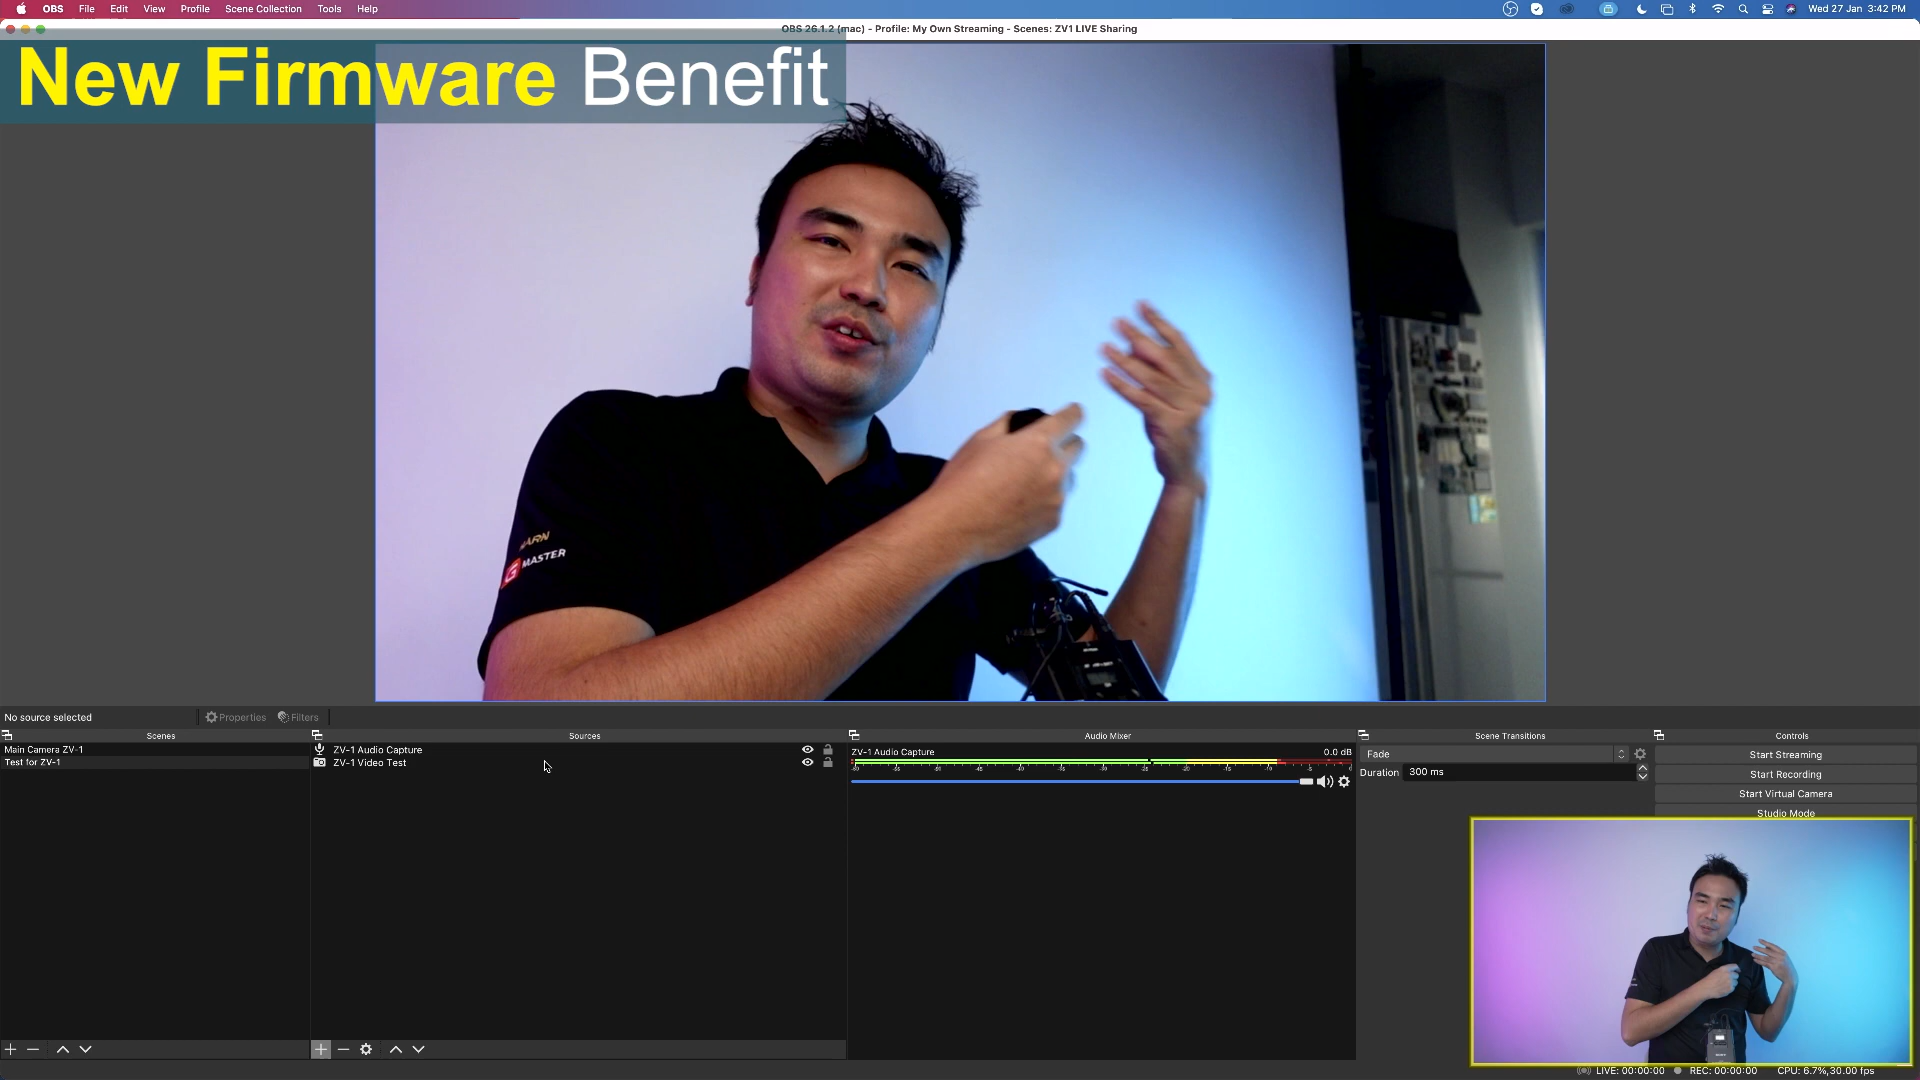 OBS File Edit View Profile Scene Collection Tools Help
Wed 27 Jan 3:42 PM
OBS 26.1.2 (mac) - Profile: My Own Streaming - Scenes: ZV1 LIVE Sharing
New Firmware Benefit
MASTER
No source selected
Properties
Filters
Scenes
Main Camera ZV-1
Test for ZV-1
Sources
ZV-1 Audio Capture
ZV-1 Video Test
Audio Mixer
ZV-1 Audio Capture
0.0 dB
Scene Transitions
Fade
Duration 300 ms
Controls
Start Streaming
Start Recording
Start Virtual Camera
Studio Mode
LIVE: 00:00:00
REC: 00:00:00
CPU: 6.7%,30.00 fps